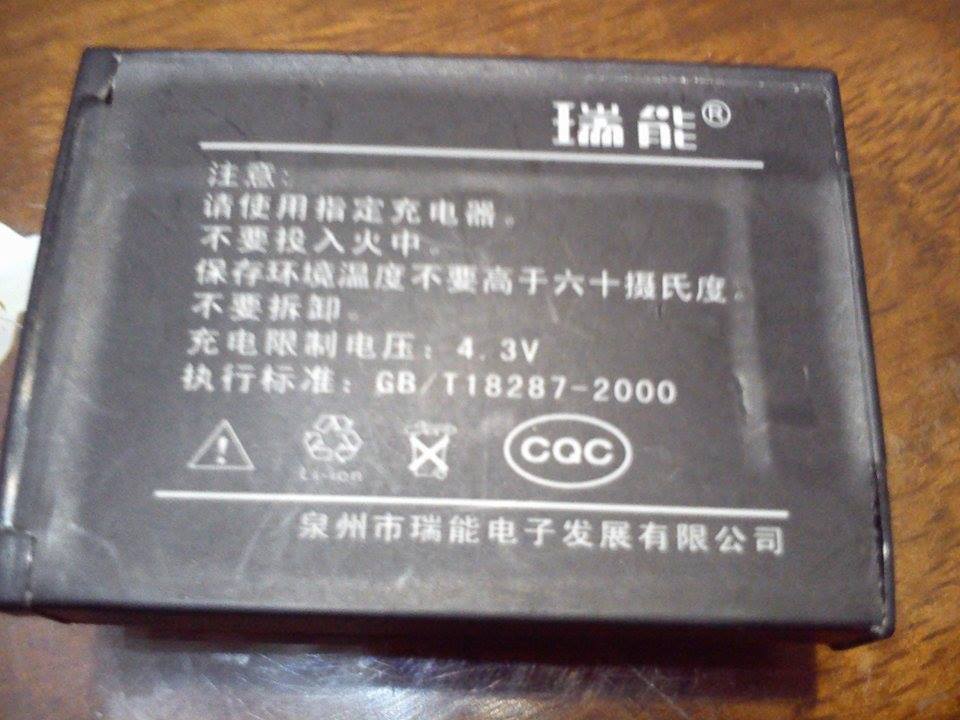 瑞能®
注意:
请使用指定充电器。
不要投入火中。
保存环境温度不要高于六十摄氏度。
不要拆卸。
充电限制电压：4.3V
执行标准：GB/T18287-2000
Li-ion
CQC
泉州市瑞能电子发展有限公司